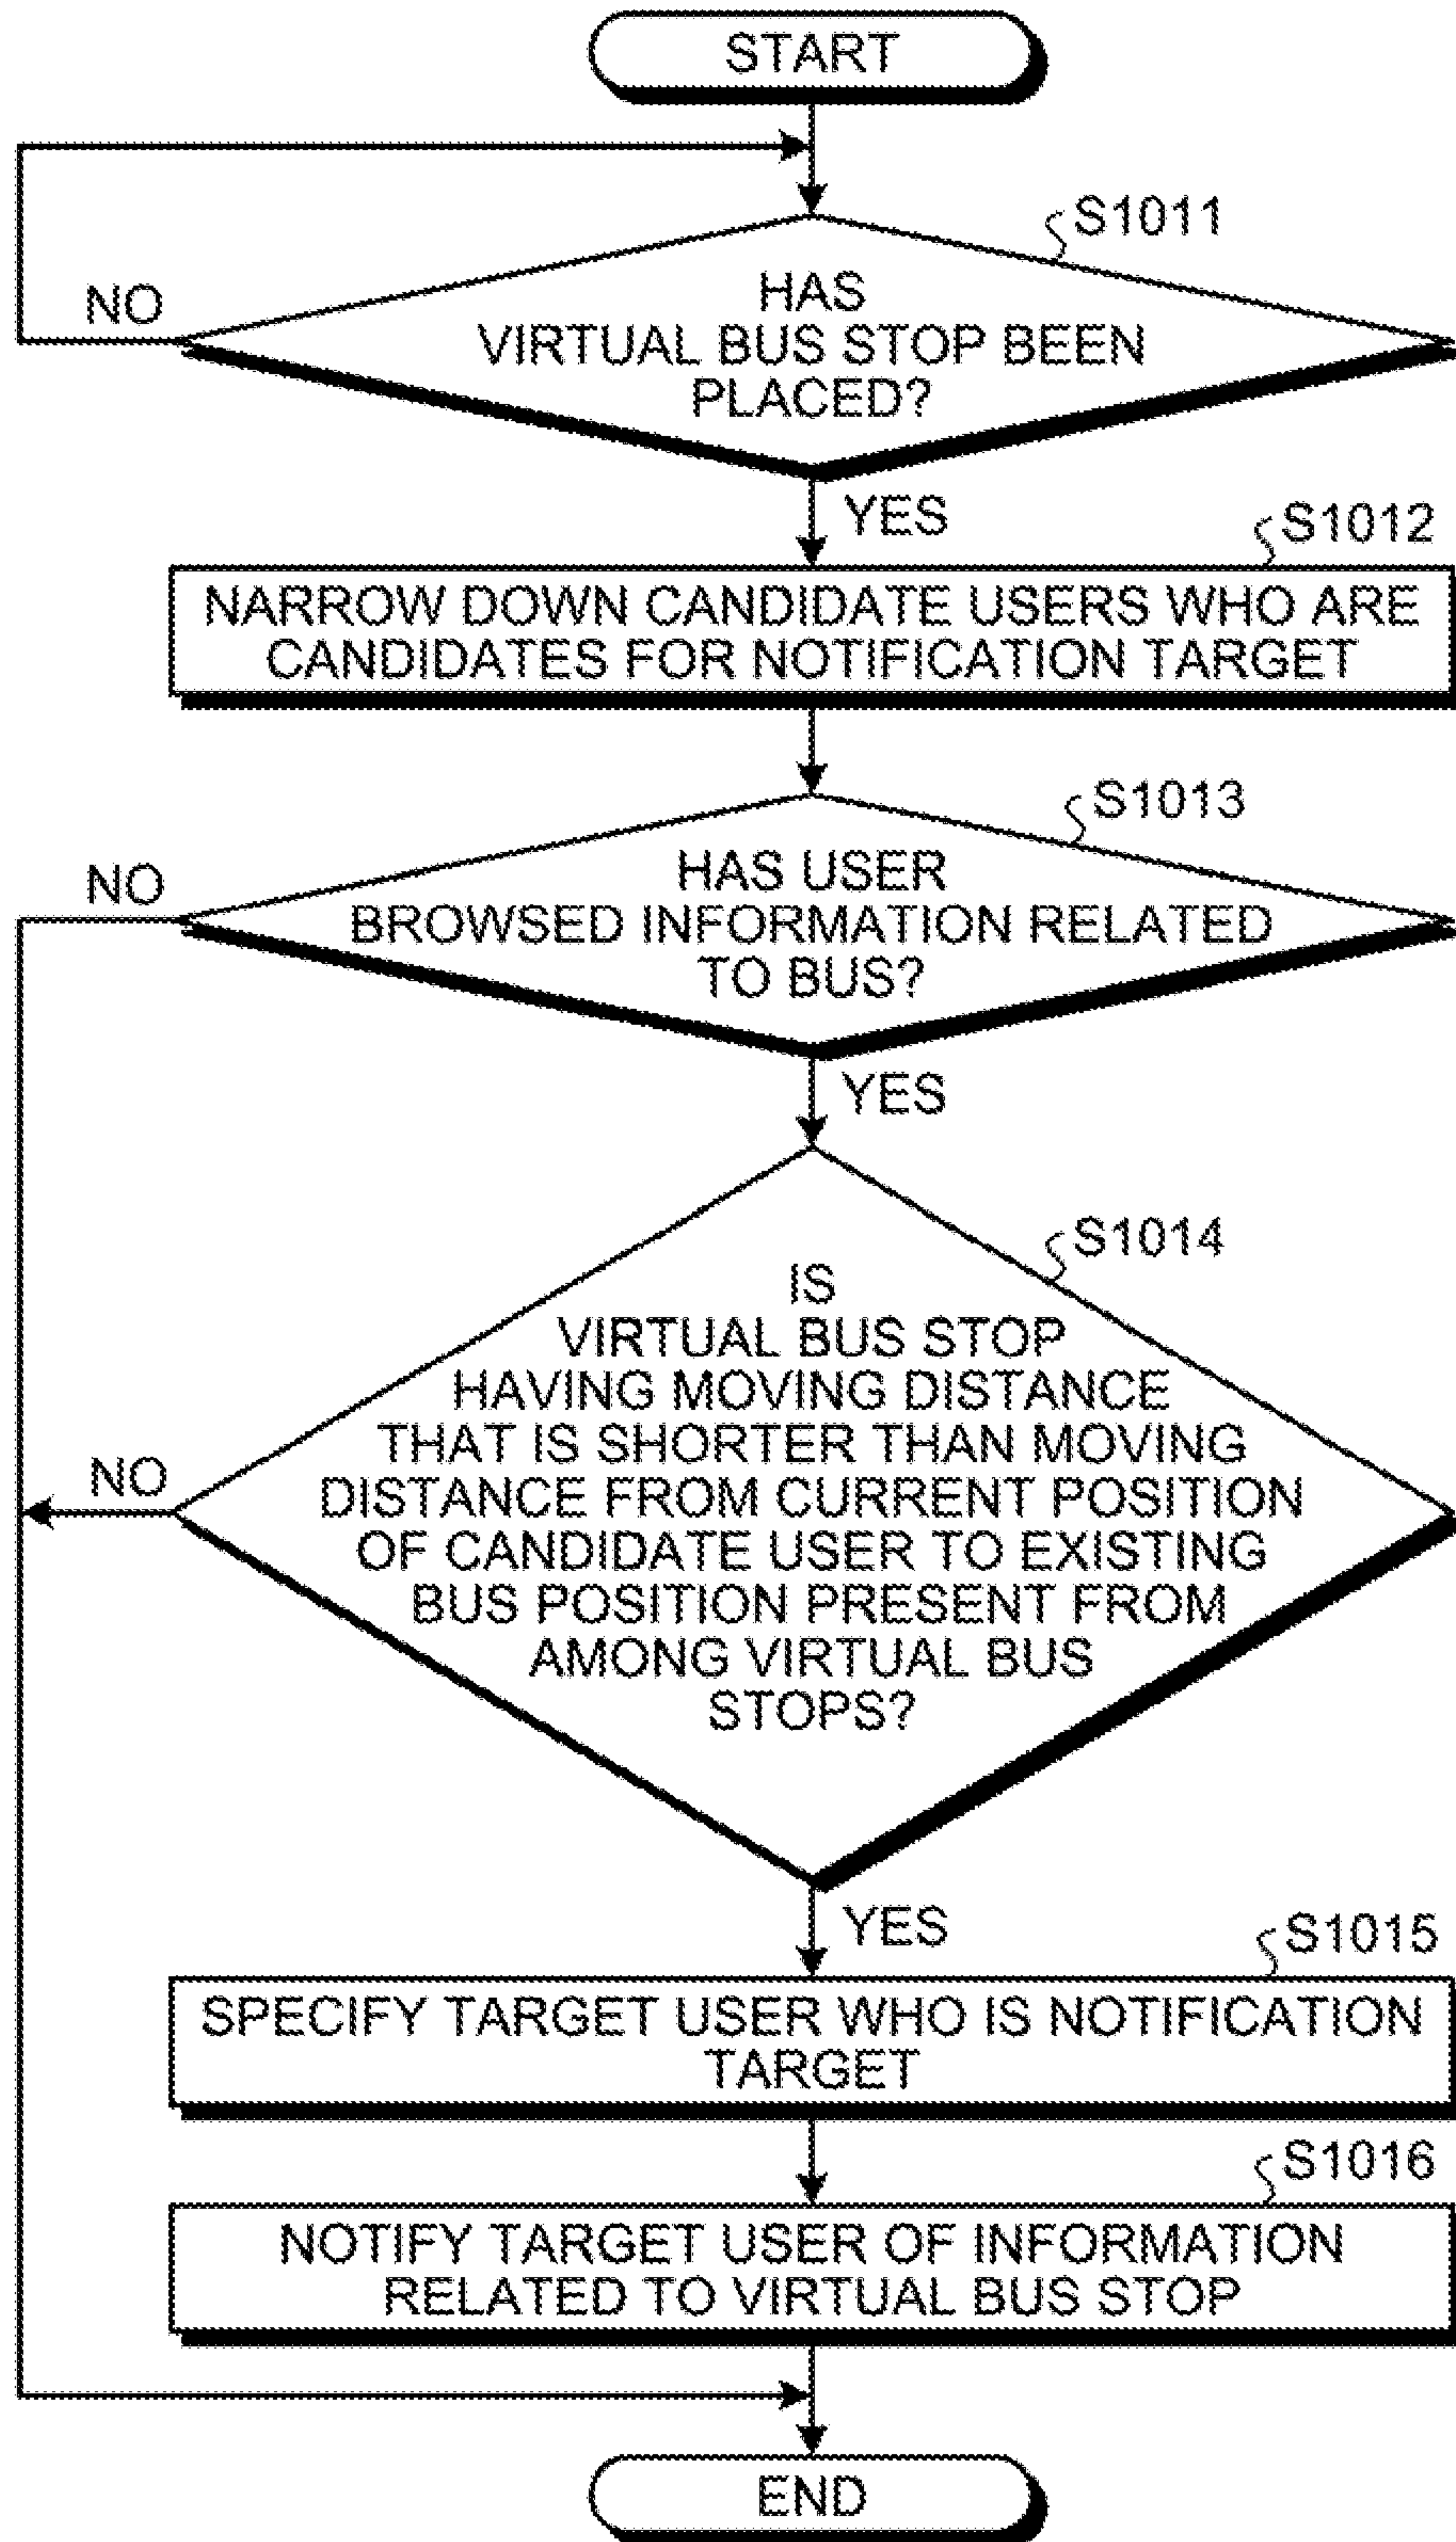 START
S1011
HAS
VIRTUAL BUS STOP BEEN
PLACED?
NO
YES
S1012
NARROW DOWN CANDIDATE USERS WHO ARE
CANDIDATES FOR NOTIFICATION TARGET
S1013
HAS USER
BROWSED INFORMATION RELATED
TO BUS?
NO
YES
S1014
IS
VIRTUAL BUS STOP
HAVING MOVING DISTANCE
THAT IS SHORTER THAN MOVING
DISTANCE FROM CURRENT POSITION
OF CANDIDATE USER TO EXISTING
BUS POSITION PRESENT FROM
AMONG VIRTUAL BUS
STOPS?
NO
YES
S1015
SPECIFY TARGET USER WHO IS NOTIFICATION
TARGET
S1016
NOTIFY TARGET USER OF INFORMATION
RELATED TO VIRTUAL BUS STOP
END